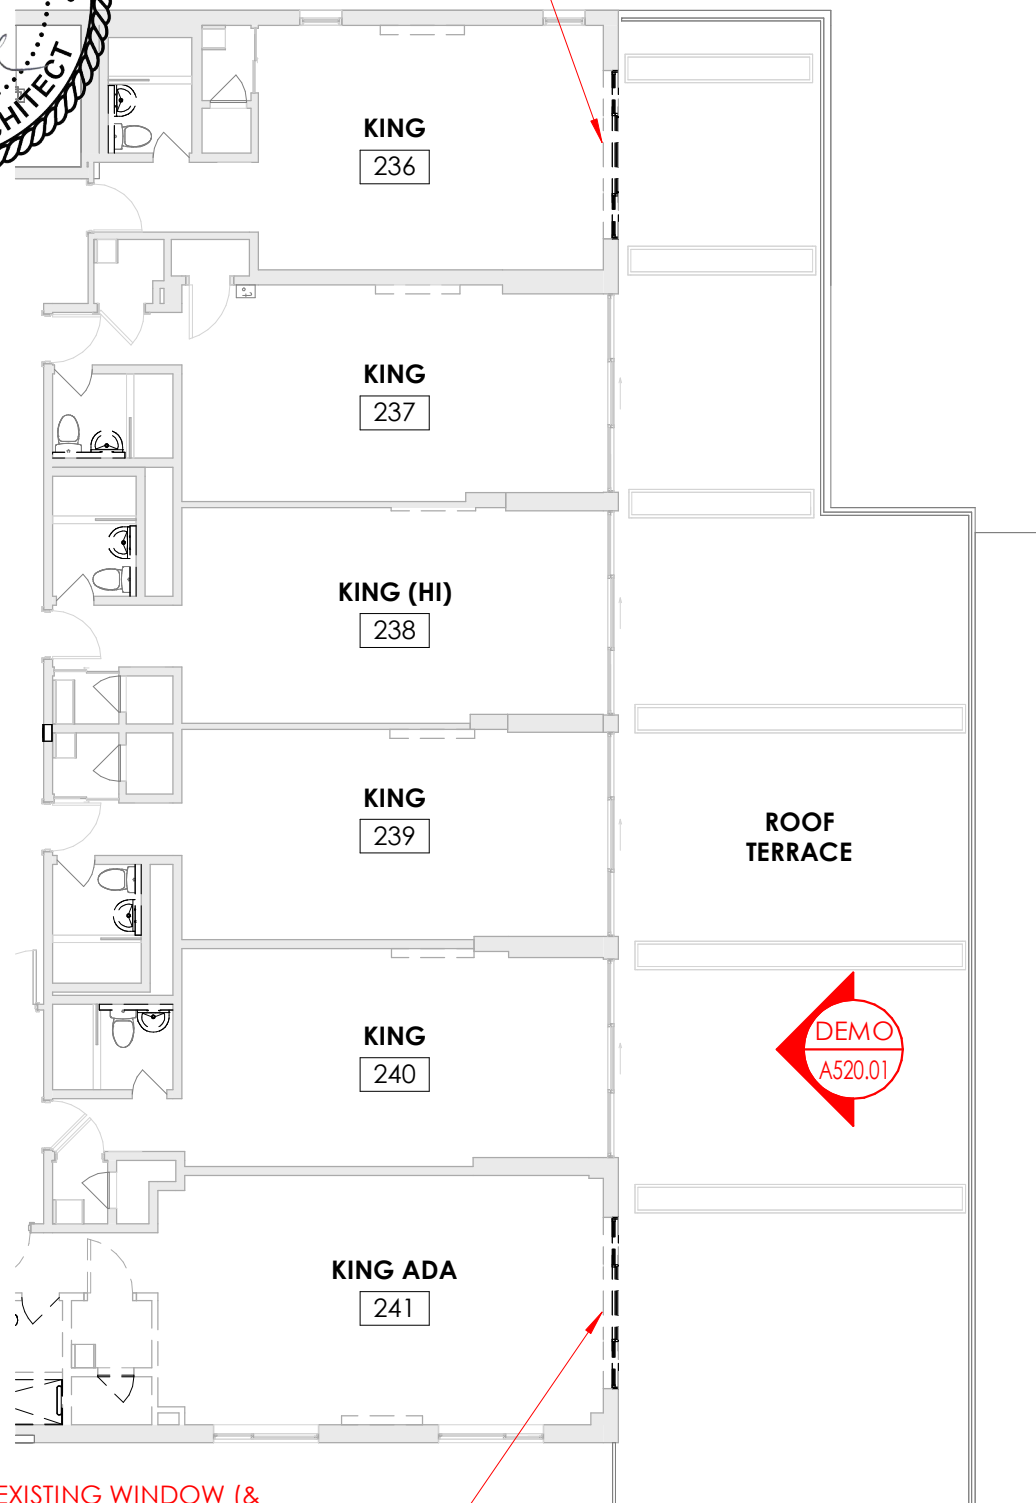 KING
236
KING
237
KING (HI)
238
KING
239
ROOF
TERRACE
KING
240
DEMO
A520.01
KING ADA
241
EXISTING WINDOW (&